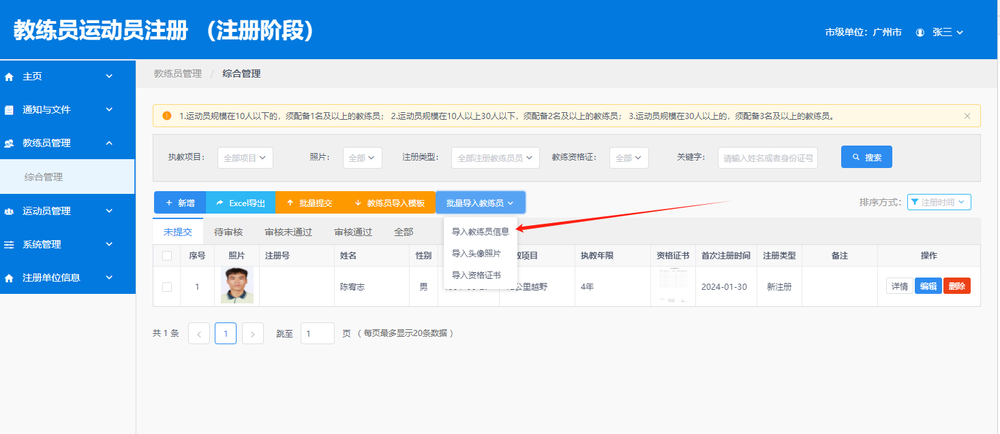 教练员运动员注册 （注册阶段）
市级单位：广州市 张三
主页
通知与文件
教练员管理
综合管理
运动员管理
系统管理
注册单位信息
教练员管理 / 综合管理
1.运动员规模在10人以下的，须配备1名及以上的教练员； 2.运动员规模在10人以上30人以下，须配备2名及以上的教练员； 3.运动员规模在30人以上的，须配备3名及以上的教练员。
执教项目： 全部项目 照片： 全部 注册类型： 全部注册教练员员 教练资格证： 全部 关键字： 请输入姓名或者身份证号 搜索
新增 Excel导出 批量提交 教练员导入模板 批量导入教练员 排序方式： 注册时间
未提交 待审核 审核未通过 审核通过 全部
导入教练员信息
导入头像照片
导入资格证书
序号 照片 注册号 姓名 性别 项目 执教年限 资格证书 首次注册时间 注册类型 备注 操作
1 陈宥志 男 公里越野 4年 2024-01-30 新注册 详情 编辑 删除
共 1 条 < 1 > 跳至 1 页 （ 每页最多显示20条数据 ）